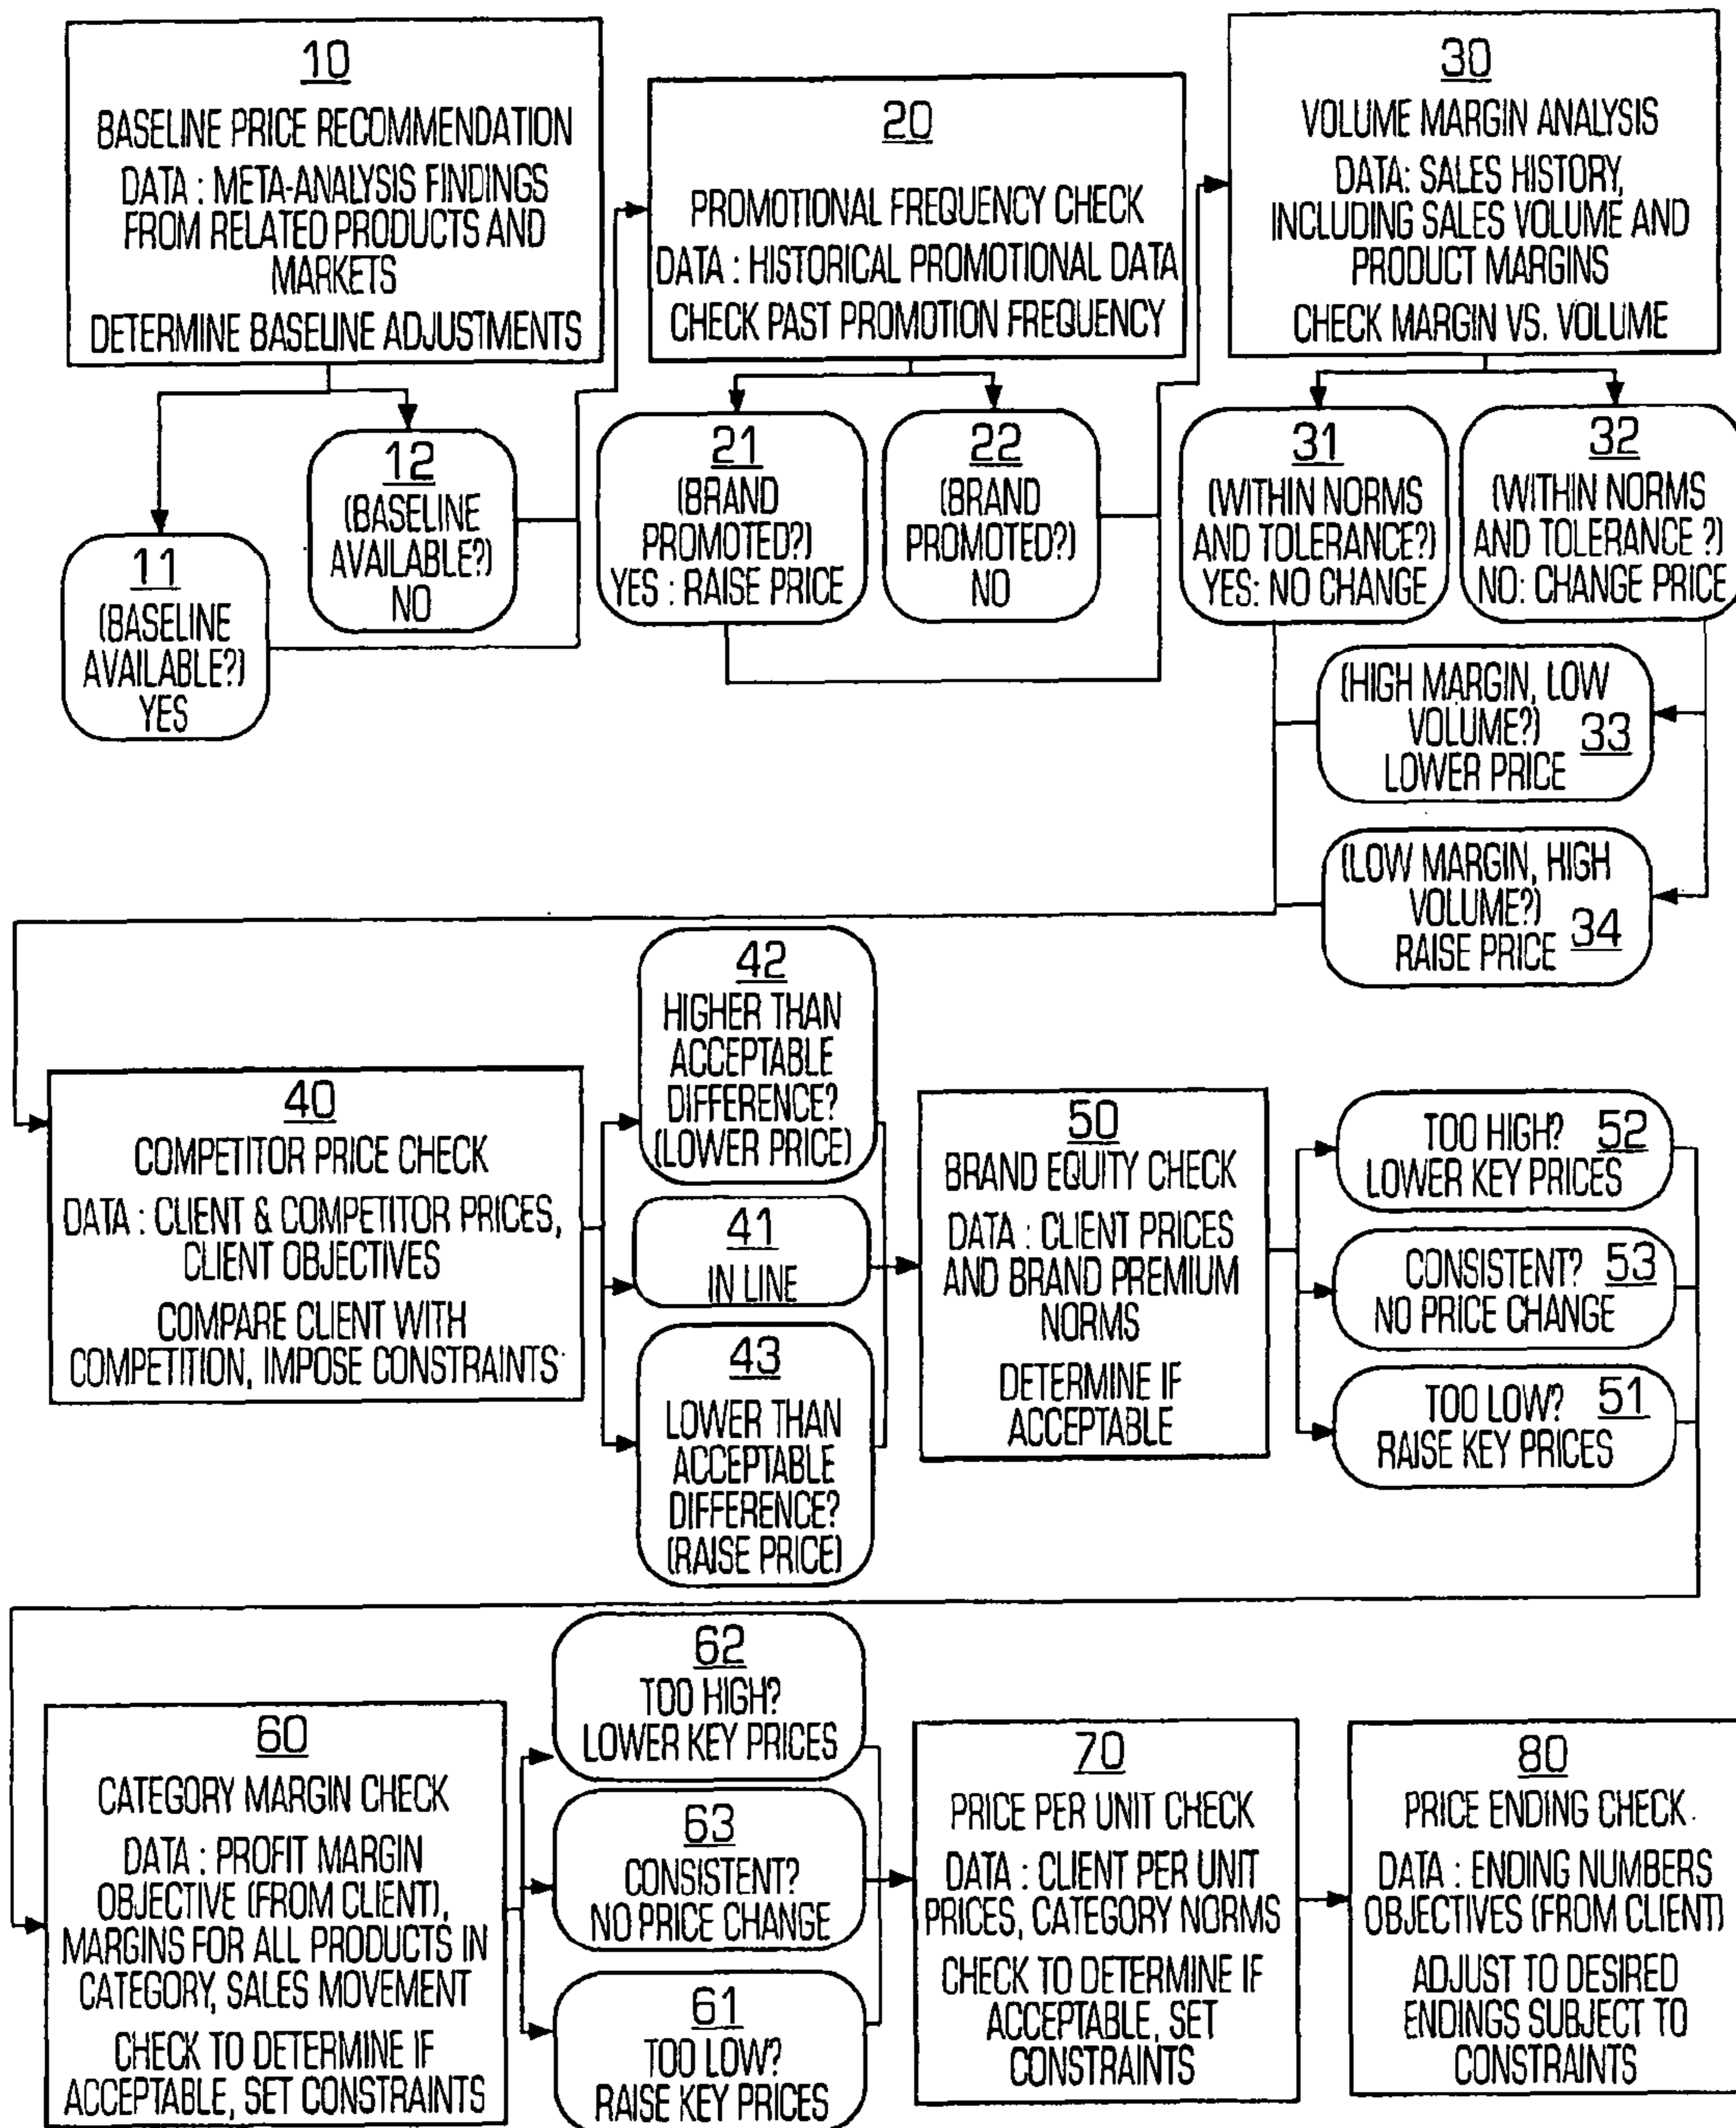 10
BASELINE PRICE RECOMMENDATION
DATA : META-ANALYSIS FINDINGS
FROM RELATED PRODUCTS AND
MARKETS
DETERMINE BASELINE ADJUSTMENTS
11
(BASELINE
AVAILABLE?)
YES
12
(BASELINE
AVAILABLE?)
NO
20
PROMOTIONAL FREQUENCY CHECK
DATA : HISTORICAL PROMOTIONAL DATA
CHECK PAST PROMOTION FREQUENCY
21
(BRAND
PROMOTED?)
YES : RAISE PRICE
22
(BRAND
PROMOTED?)
NO
30
VOLUME MARGIN ANALYSIS
DATA: SALES HISTORY,
INCLUDING SALES VOLUME AND
PRODUCT MARGINS
CHECK MARGIN VS. VOLUME
31
(WITHIN NORMS
AND TOLERANCE?)
YES: NO CHANGE
32
(WITHIN NORMS
AND TOLERANCE ?)
NO: CHANGE PRICE
(HIGH MARGIN, LOW
VOLUME?) 33
LOWER PRICE
(LOW MARGIN, HIGH
VOLUME?)
RAISE PRICE 34
40
COMPETITOR PRICE CHECK
DATA : CLIENT & COMPETITOR PRICES,
CLIENT OBJECTIVES
COMPARE CLIENT WITH
COMPETITION, IMPOSE CONSTRAINTS
42
HIGHER THAN
ACCEPTABLE
DIFFERENCE?
(LOWER PRICE)
41
IN LINE
43
LOWER THAN
ACCEPTABLE
DIFFERENCE?
(RAISE PRICE)
50
BRAND EQUITY CHECK
DATA : CLIENT PRICES
AND BRAND PREMIUM
NORMS
DETERMINE IF
ACCEPTABLE
TOO HIGH? 52
LOWER KEY PRICES
CONSISTENT? 53
NO PRICE CHANGE
TOO LOW? 51
RAISE KEY PRICES
60
CATEGORY MARGIN CHECK
DATA : PROFIT MARGIN
OBJECTIVE (FROM CLIENT),
MARGINS FOR ALL PRODUCTS IN
CATEGORY, SALES MOVEMENT
CHECK TO DETERMINE IF
ACCEPTABLE, SET CONSTRAINTS
62
TOO HIGH?
LOWER KEY PRICES
63
CONSISTENT?
NO PRICE CHANGE
61
TOO LOW?
RAISE KEY PRICES
70
PRICE PER UNIT CHECK
DATA : CLIENT PER UNIT
PRICES, CATEGORY NORMS
CHECK TO DETERMINE IF
ACCEPTABLE, SET
CONSTRAINTS
80
PRICE ENDING CHECK
DATA : ENDING NUMBERS
OBJECTIVES (FROM CLIENT)
ADJUST TO DESIRED
ENDINGS SUBJECT TO
CONSTRAINTS